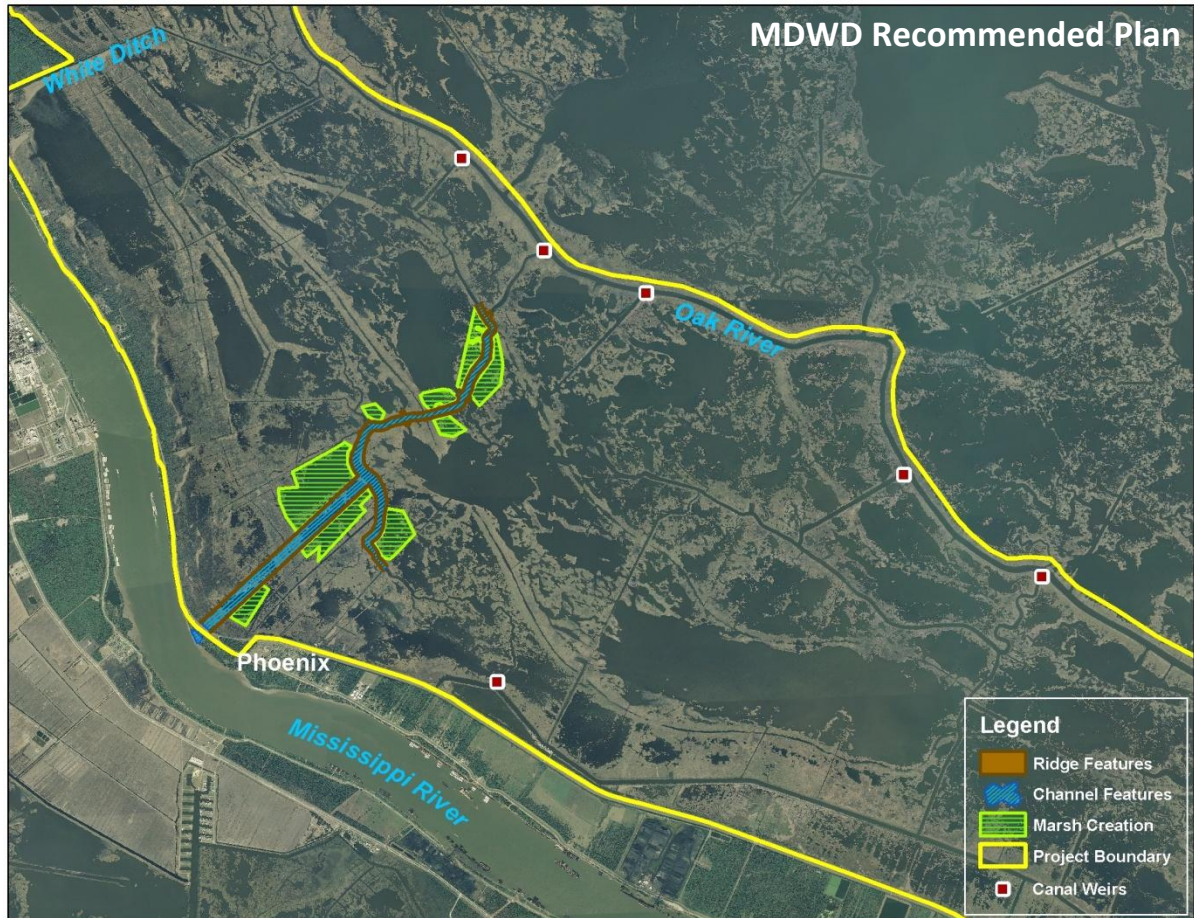 MDWD Recommended Plan
White Ditch
Oak River
Phoenix
Mississippi River
Legend
Ridge Features
Channel Features
Marsh Creation
Project Boundary
Canal Weirs